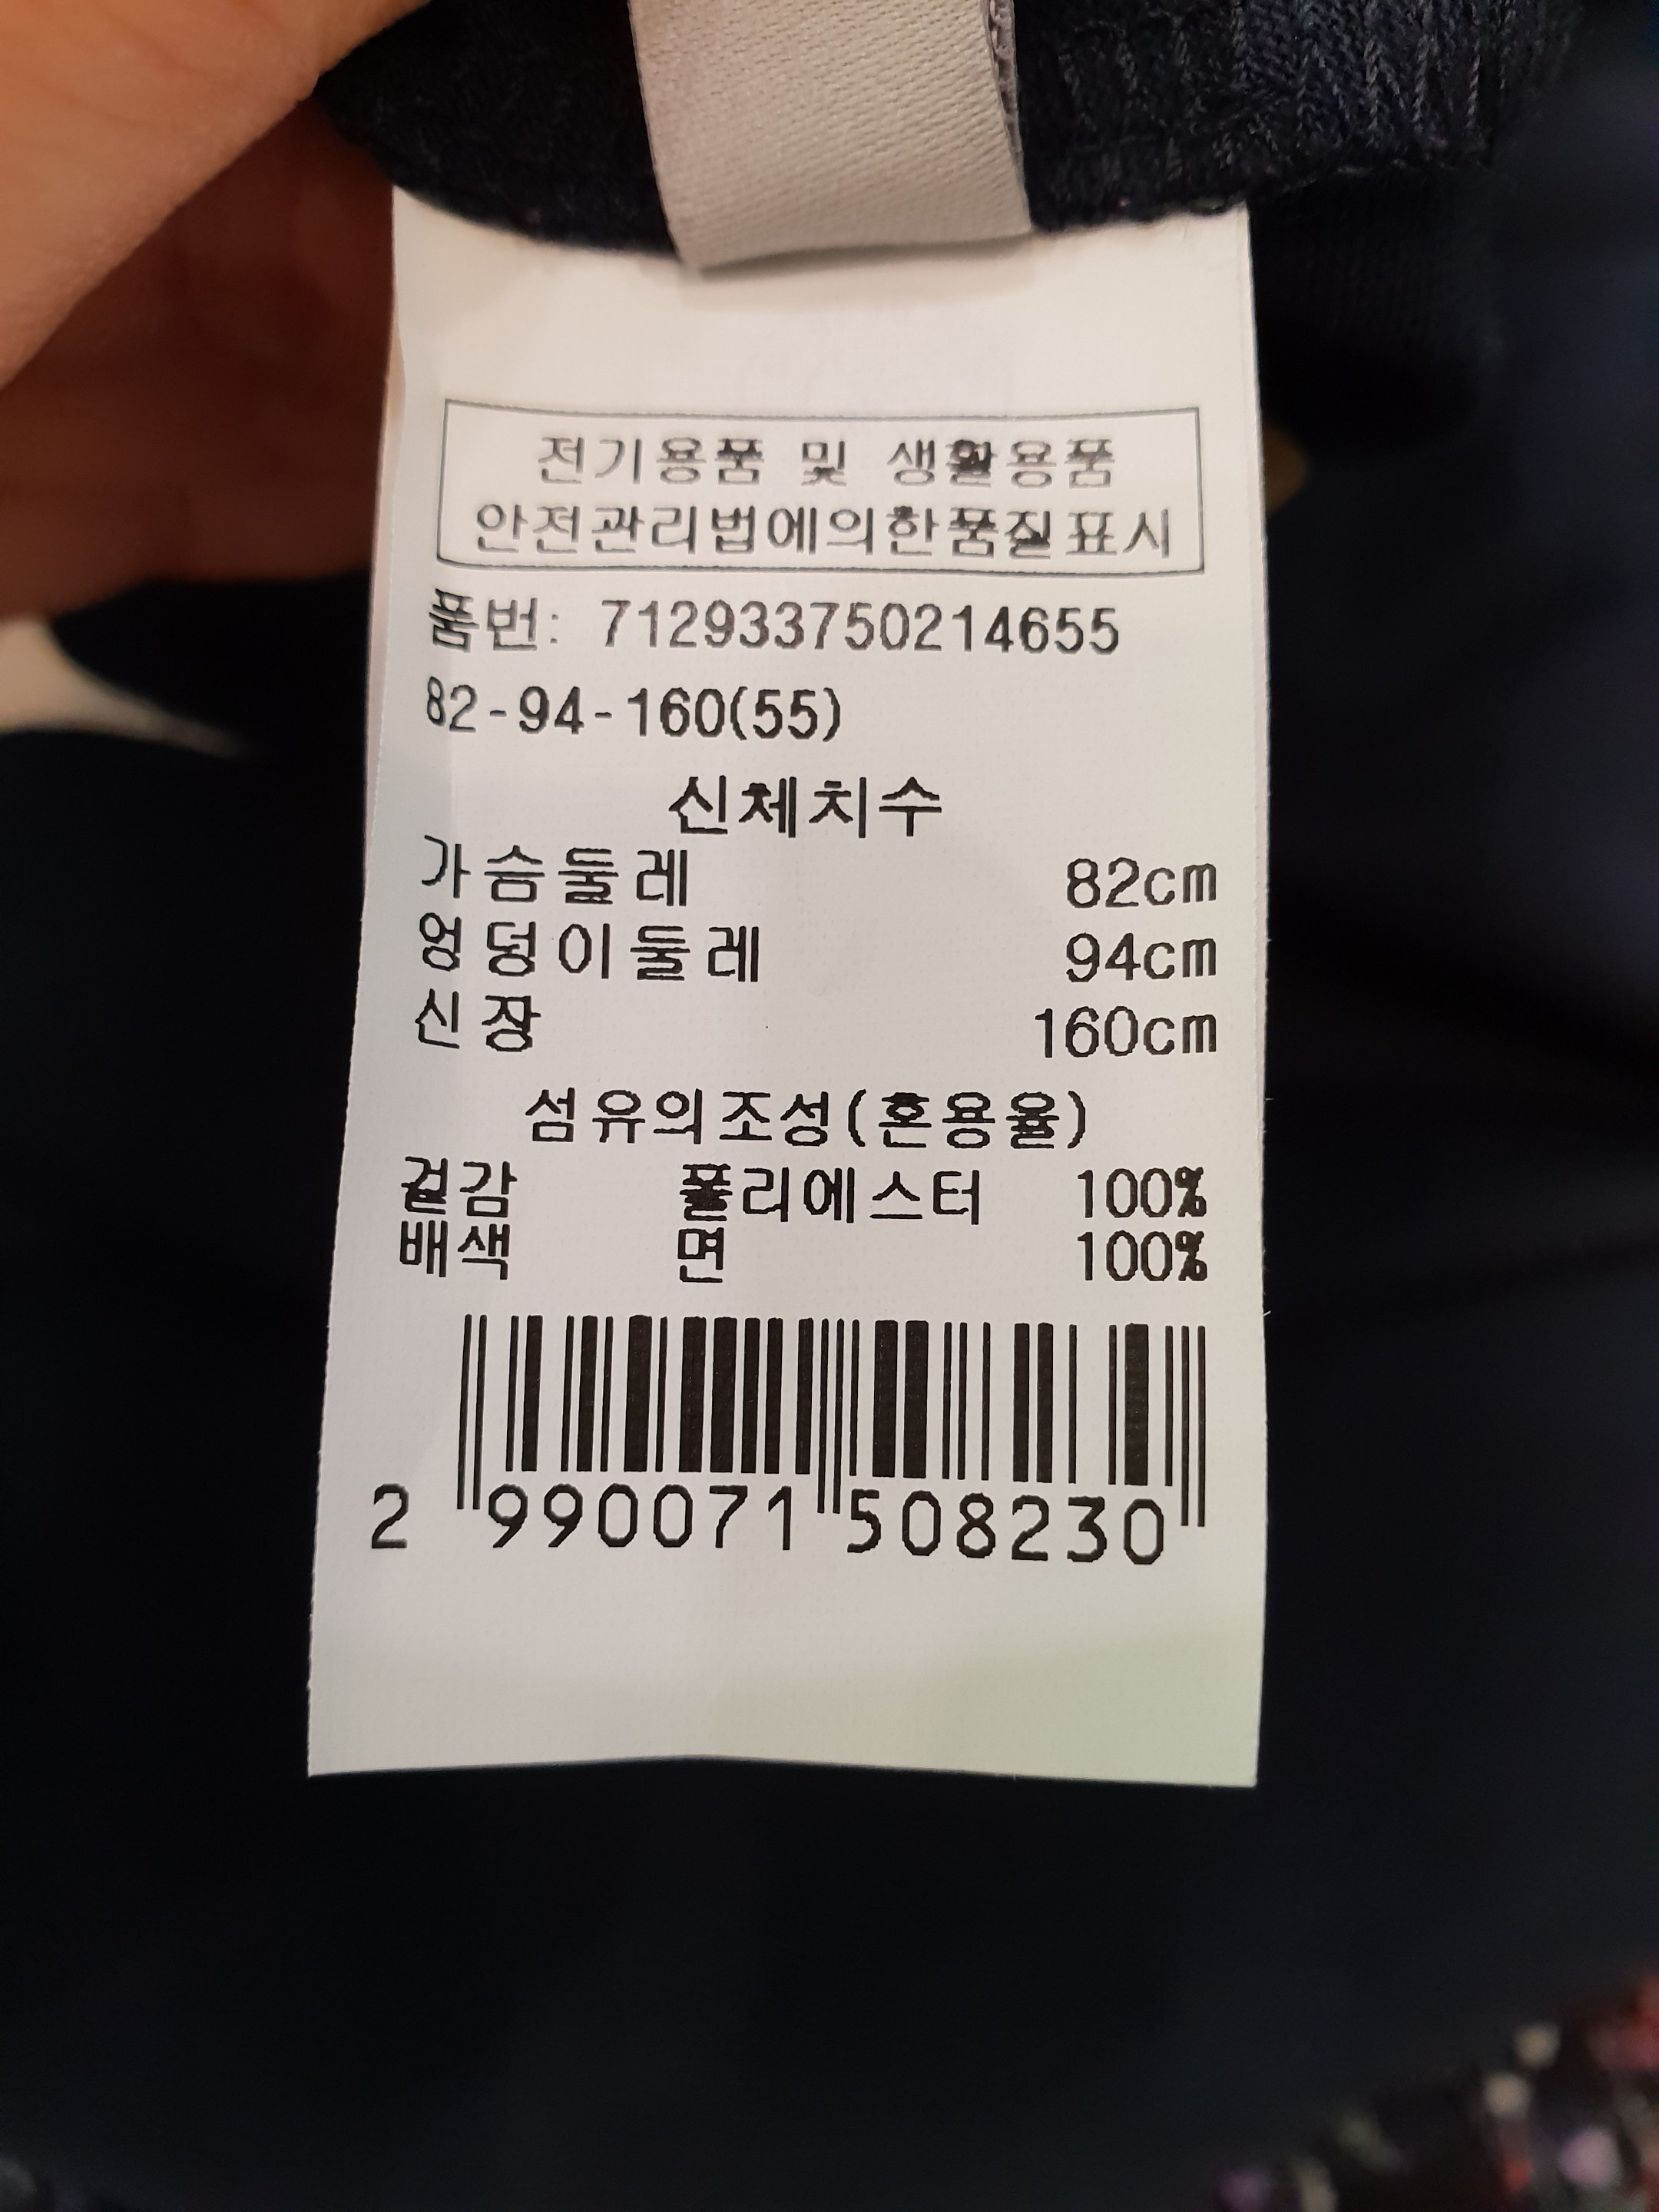 전기용품 및 생활용품
안전관리법에의한품질표시
품번: 712933750214655
82-94-160(55)
신체치수
가슴둘레 82cm
엉덩이둘레 94cm
신장 160cm
섬유의조성(혼용율)
겉감 폴리에스터 100%
배색 면 100%
2 990071 508230